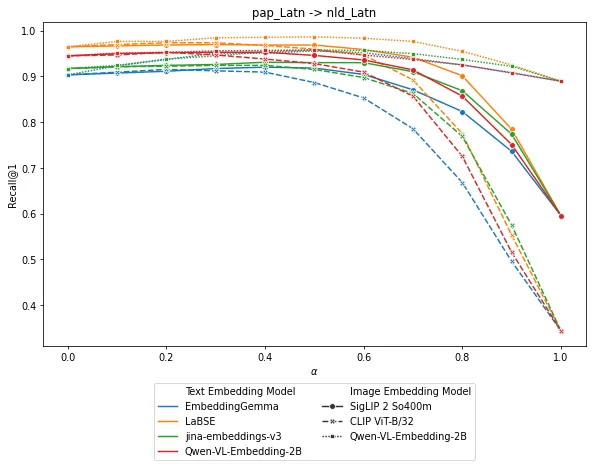 pap_Latn -> nld_Latn
1.0
0.9
0.8
0.7
0.6
0.5
0.4
Recall@1
0.0 0.2 0.4 0.6 0.8 1.0
α
Text Embedding Model Image Embedding Model
EmbeddingGemma SigLIP 2 So400m
LaBSE CLIP ViT-B/32
jina-embeddings-v3 Qwen-VL-Embedding-2B
Qwen-VL-Embedding-2B